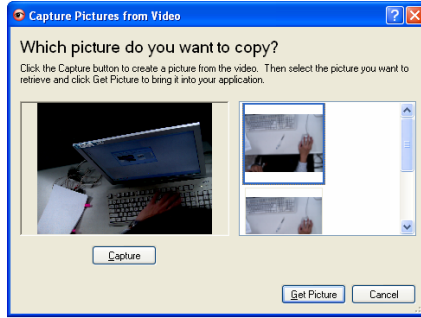 Capture Pictures from Video
Which picture do you want to copy?
Click the Capture button to create a picture from the video. Then select the picture you want to
retrieve and click Get Picture to bring it into your application.
Capture
Get Picture
Cancel